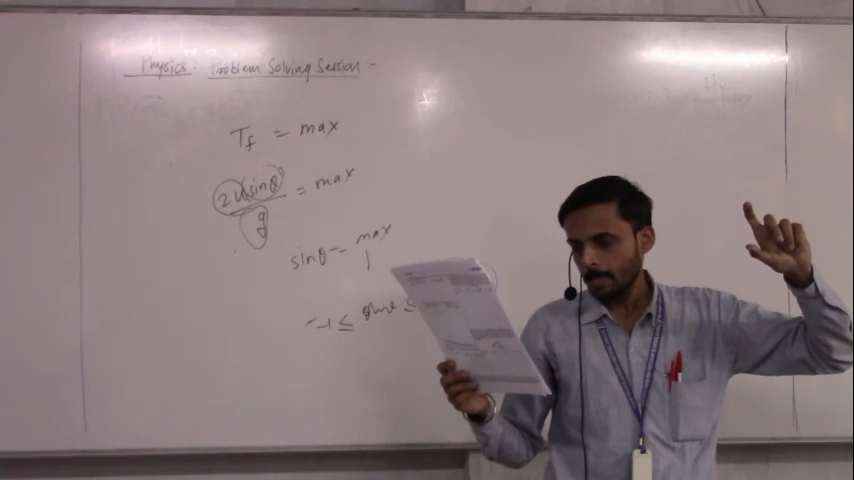 Physics - Problem Solving Session -
T_f = max
2u sinθ / g = max
sinθ = max
1
-1 ≤ sinθ ≤